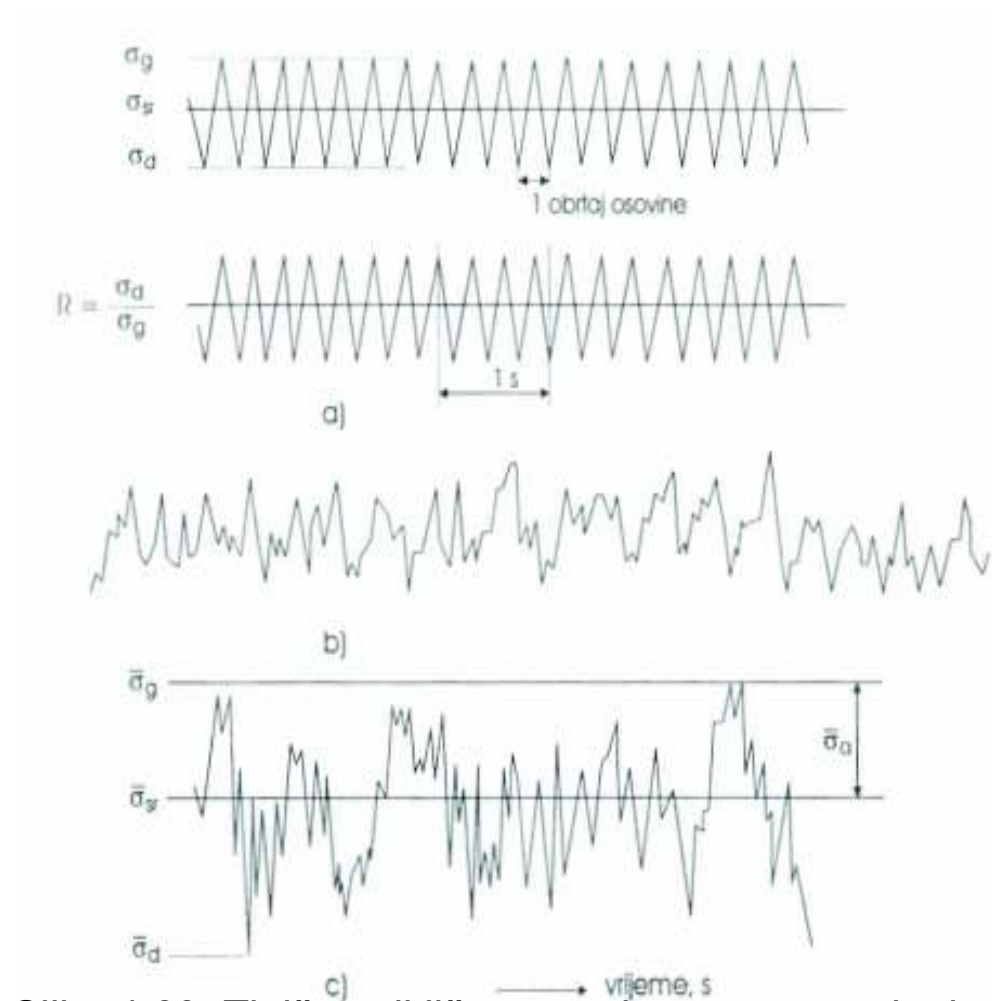 σg
σs
σd
1 obrtaj osovine
R = σd / σg
1 s
a)
b)
σ̄g
σ̄a
σ̄sr
σ̄d
c)
vrijeme, s